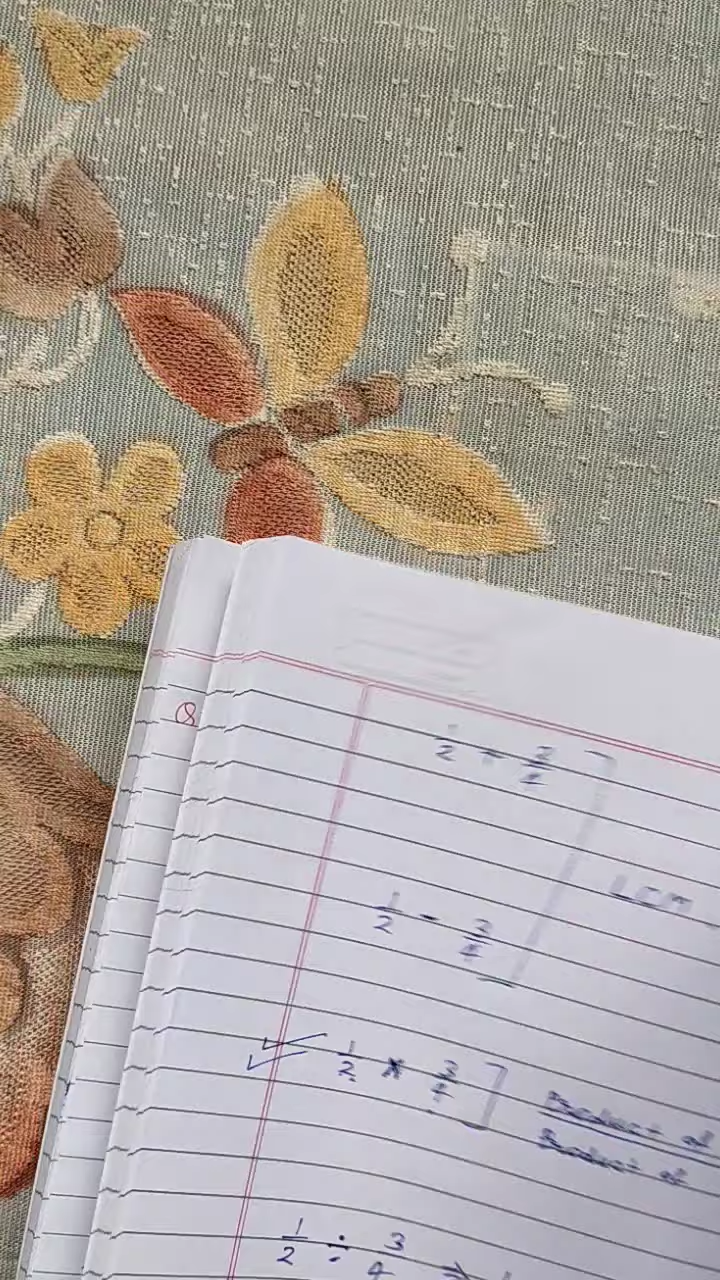 Q
1/2 + 3/4
LCM
1/2 - 3/4
1/2 × 3/4
Product of
Product of
1/2 ÷ 3/4